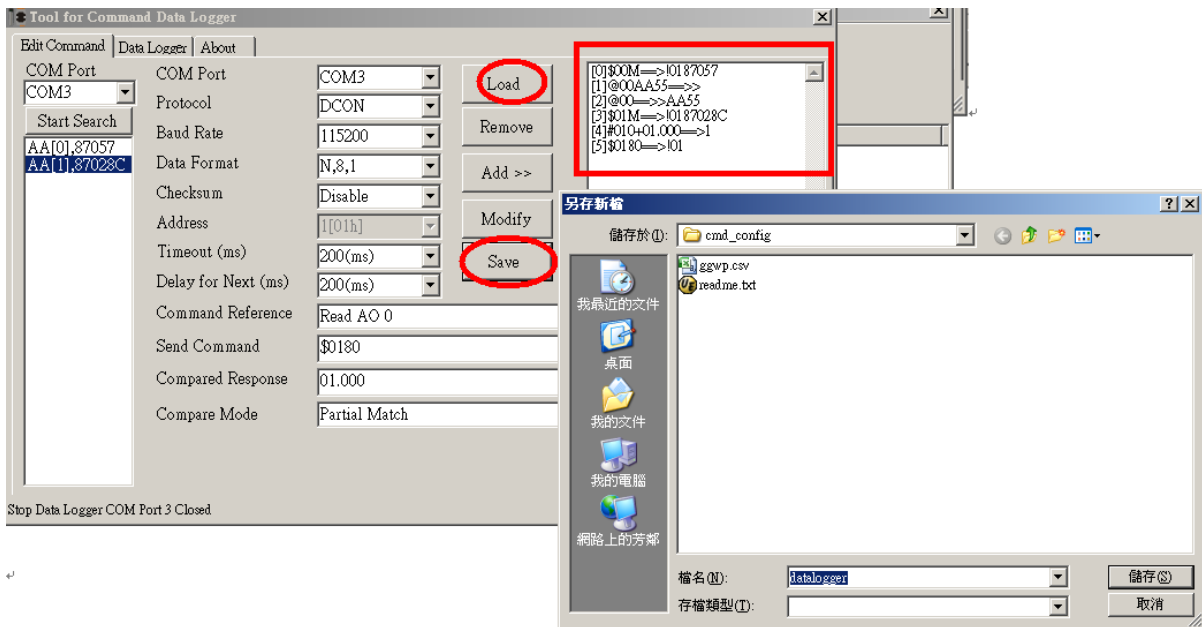 Tool for Command Data Logger
Edit Command
Data Logger
About
COM Port
COM3
Start Search
AA[0],87057
AA[1],87028C
COM Port
COM3
Protocol
DCON
Baud Rate
115200
Data Format
N,8,1
Checksum
Disable
Address
1[01h]
Timeout (ms)
200(ms)
Delay for Next (ms)
200(ms)
Command Reference
Read AO 0
Send Command
$0180
Compared Response
01.000
Compare Mode
Partial Match
Load
Remove
Add >>
Modify
Save
[0]$00M==>!0187057
[1]@00AA55==>>
[2]@00==>>AA55
[3]$01M==>!0187028C
[4]#010+01.000==>1
[5]$0180==>!01
Stop Data Logger COM Port 3 Closed
另存新檔
儲存於(I):
cmd_config
ggwp.csv
readme.txt
我最近的文件
桌面
我的文件
我的電腦
網路上的芳鄰
檔名(N):
datalogger
儲存(S)
存檔類型(T):
取消